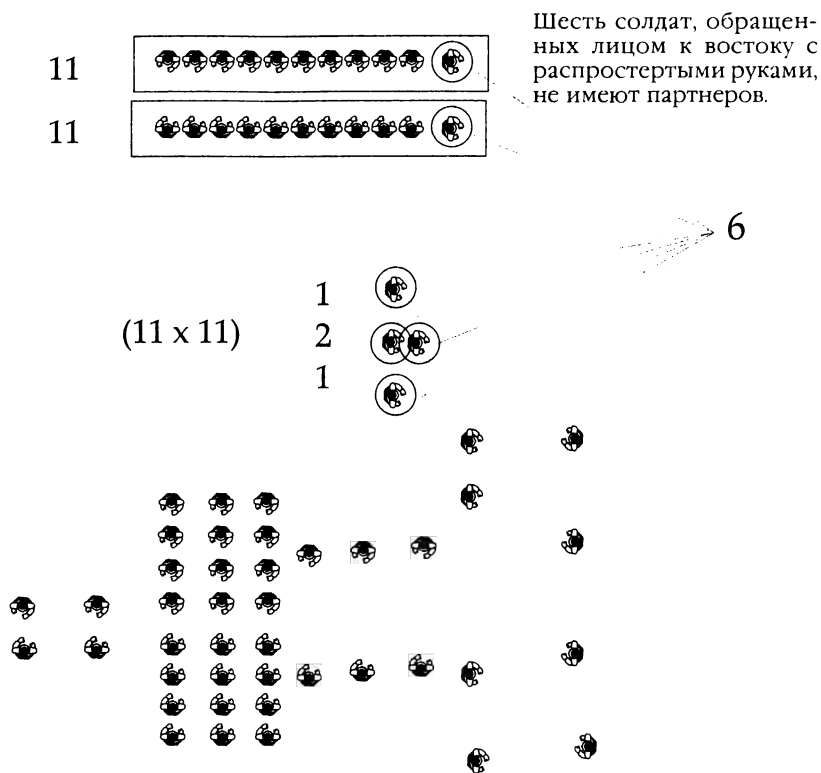 Шесть солдат, обращен-
ных лицом к востоку с
распростертыми руками,
не имеют партнеров.
11
11
6
1
(11 x 11) 2
1